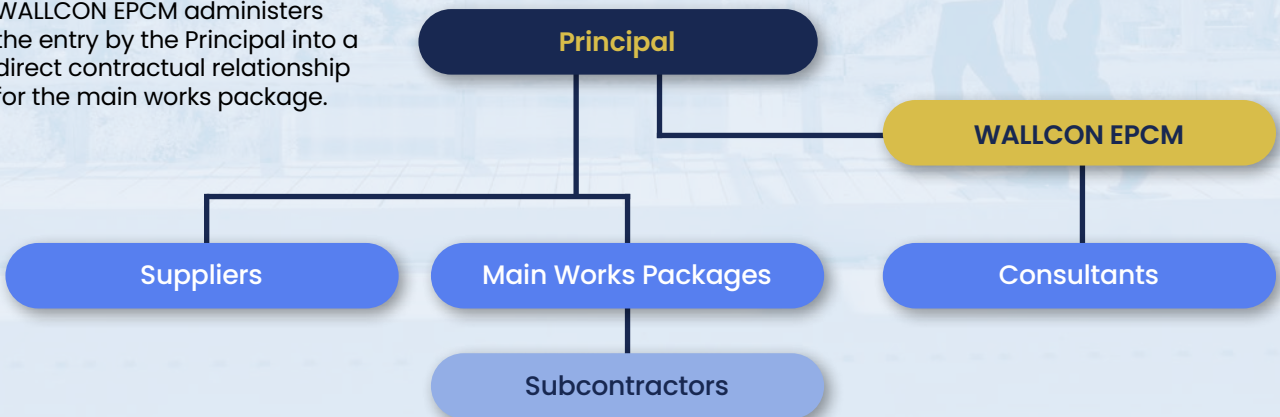 WALLCON EPCM administers
the entry by the Principal into a
direct contractual relationship
for the main works package.
Principal
WALLCON EPCM
Suppliers
Main Works Packages
Consultants
Subcontractors